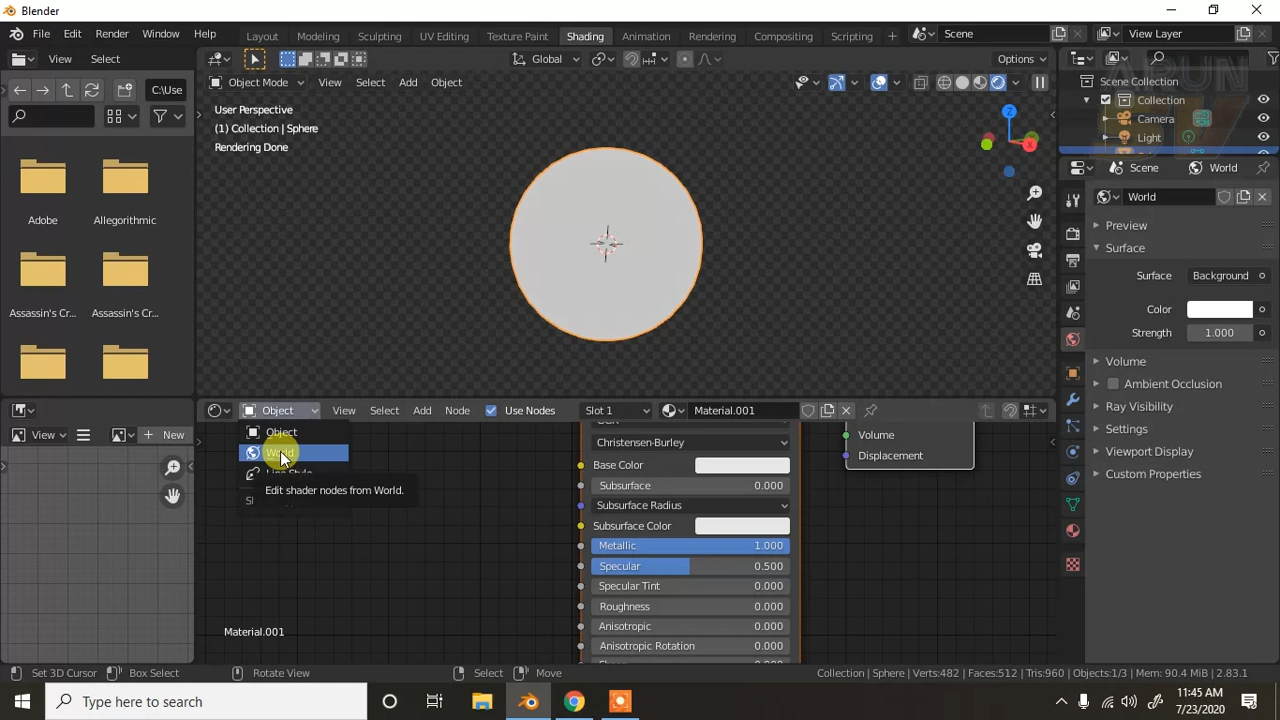 Blender
File Edit Render Window Help Layout Modeling Sculpting UV Editing Texture Paint Shading Animation Rendering Compositing Scripting Scene View Layer
View Select Global Options
C:\Use Object Mode View Select Add Object
User Perspective
(1) Collection | Sphere
Rendering Done
Z
X
Scene Collection
Collection
Camera
Light
Scene World
World
Preview
Surface
Surface Background
Color
Strength 1.000
Volume
Ambient Occlusion
Ray Visibility
Settings
Viewport Display
Custom Properties
Adobe Allegorithmic
Assassin's Cr... Assassin's Cr...
Object View Select Add Node Use Nodes Slot 1 Material.001
View New
Object
World
Edit shader nodes from World.
Christensen-Burley
Base Color
Subsurface 0.000
Subsurface Radius
Subsurface Color
Metallic 1.000
Specular 0.500
Specular Tint 0.000
Roughness 0.000
Anisotropic 0.000
Anisotropic Rotation 0.000
Volume
Displacement
Material.001
Set 3D Cursor Box Select Rotate View Select Move Collection | Sphere | Verts:482 | Faces:512 | Tris:960 | Objects:1/3 | Mem: 90.4 MiB | 2.83.1
Type here to search
11:45 AM
7/23/2020